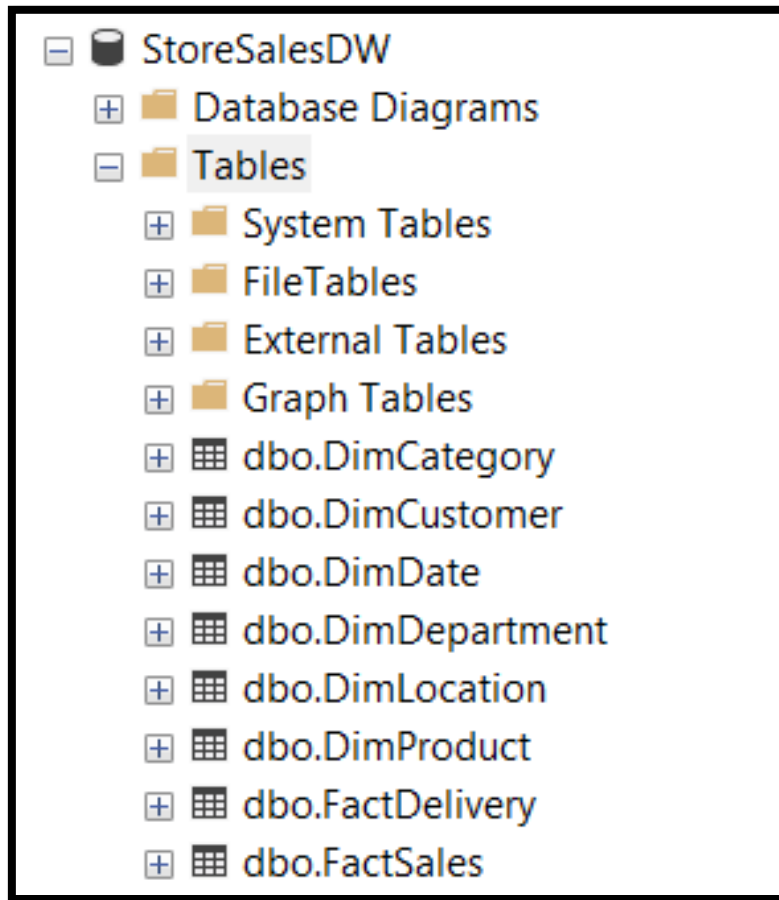 StoreSalesDW
Database Diagrams
Tables
System Tables
FileTables
External Tables
Graph Tables
dbo.DimCategory
dbo.DimCustomer
dbo.DimDate
dbo.DimDepartment
dbo.DimLocation
dbo.DimProduct
dbo.FactDelivery
dbo.FactSales